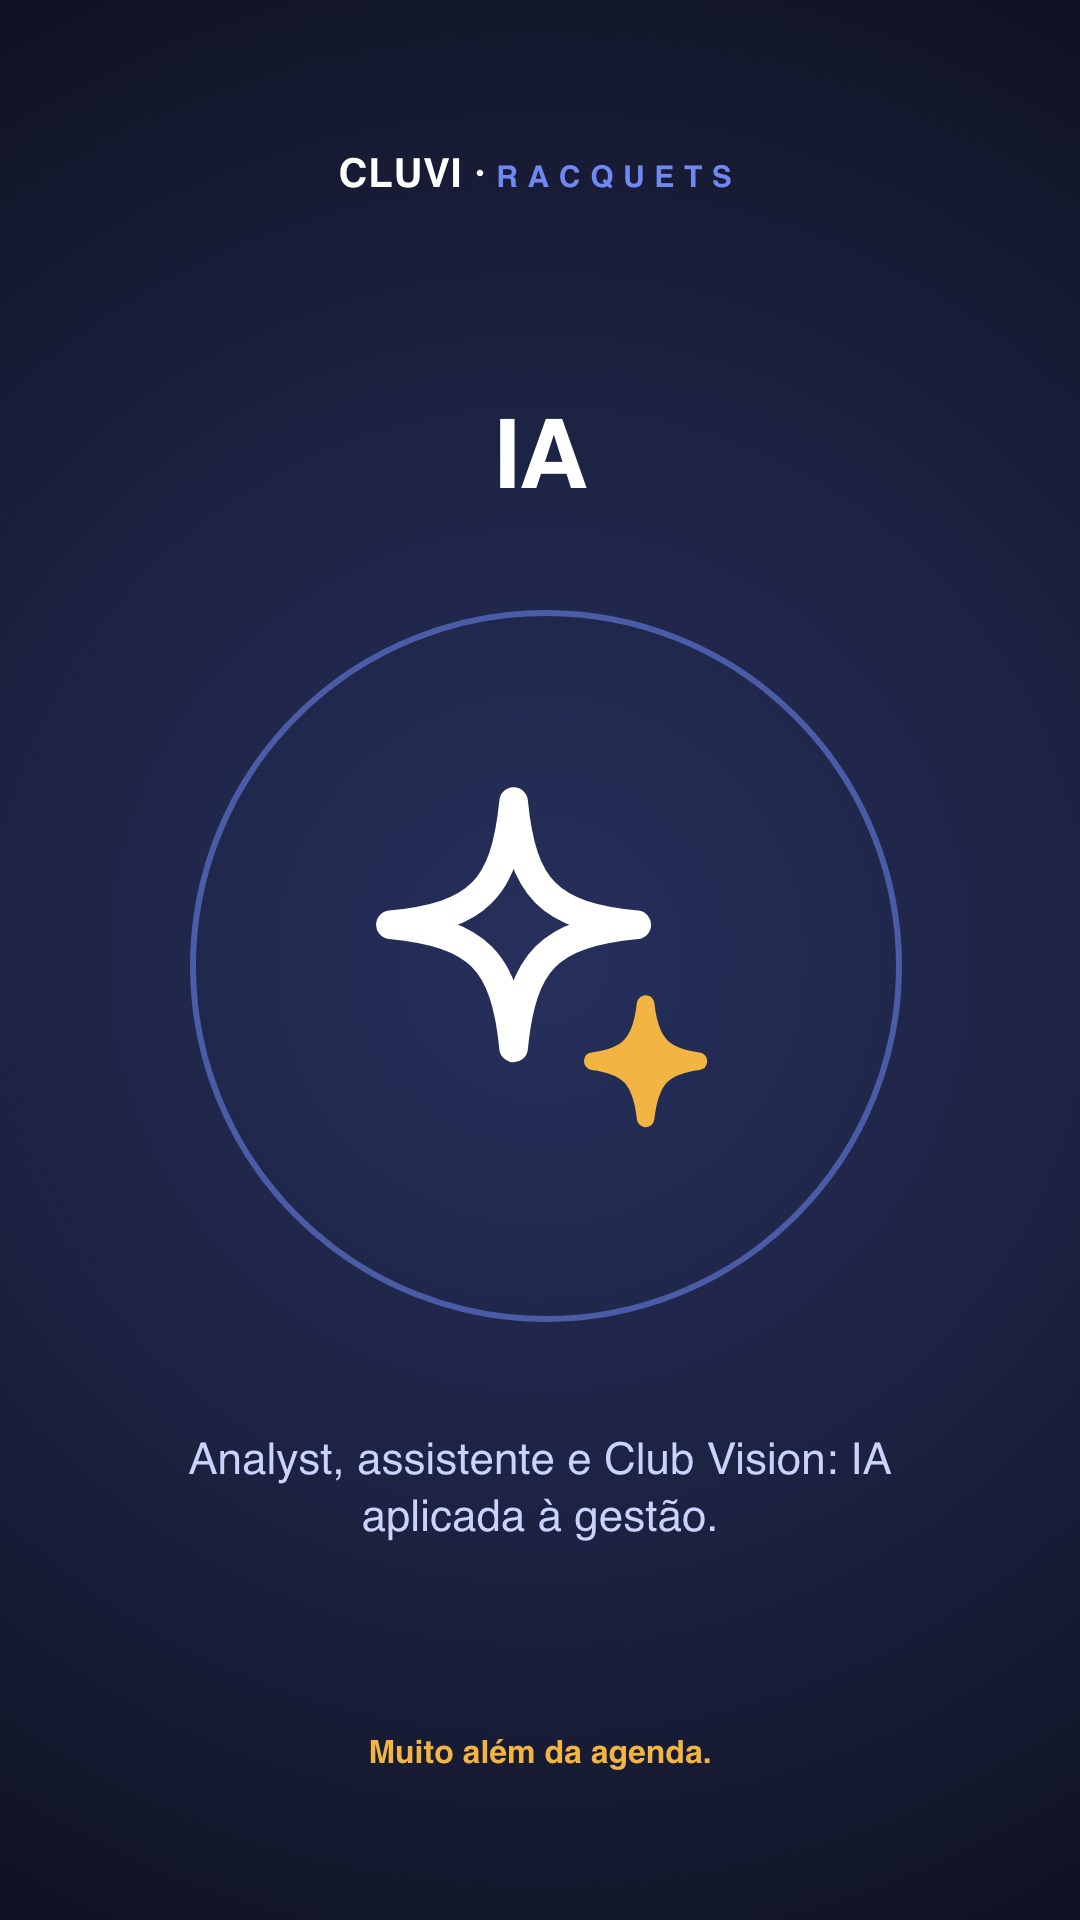 CLUVI · RACQUETS
IA
Analyst, assistente e Club Vision: IA
aplicada à gestão.
Muito além da agenda.